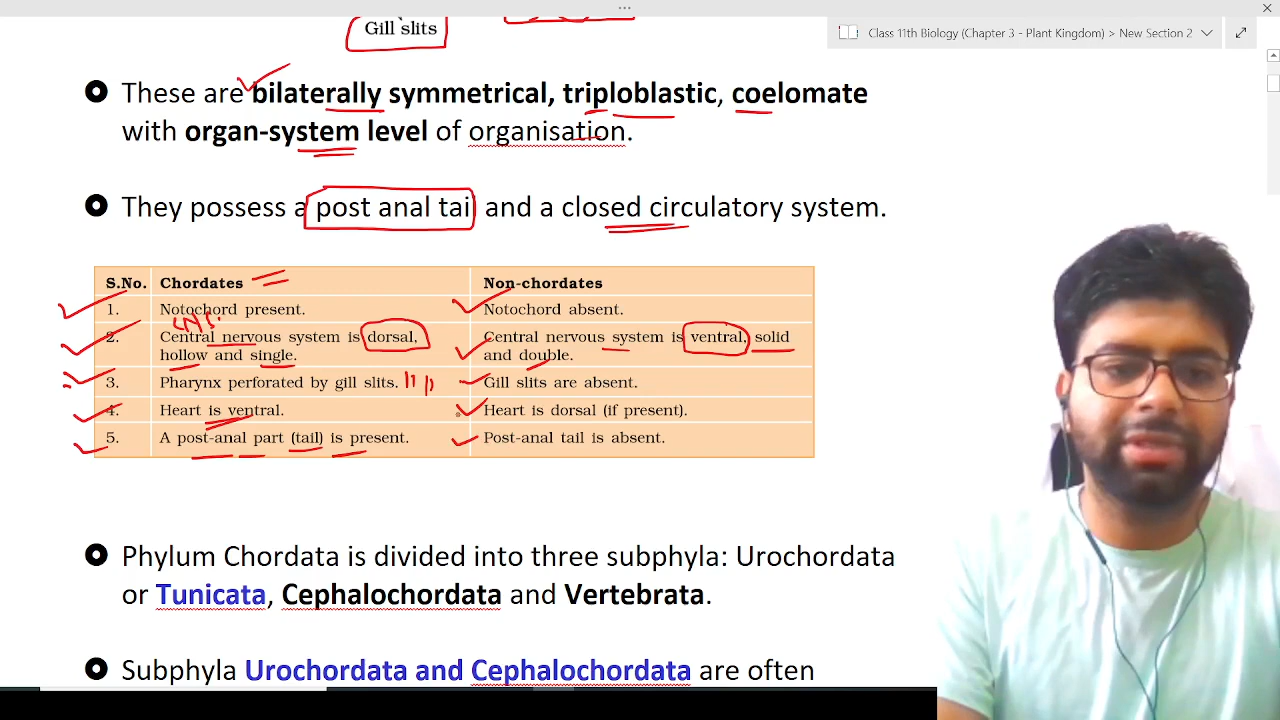 Gill slits
Class 11th Biology (Chapter 3 - Plant Kingdom) > New Section 2
These are bilaterally symmetrical, triploblastic, coelomate
with organ-system level of organisation.
They possess a post anal tail and a closed circulatory system.
S.No. Chordates Non-chordates
1. Notochord present. Notochord absent.
CNS.
2. Central nervous system is dorsal, Central nervous system is ventral, solid
hollow and single. and double.
3. Pharynx perforated by gill slits. Gill slits are absent.
4. Heart is ventral. Heart is dorsal (if present).
5. A post-anal part (tail) is present. Post-anal tail is absent.
Phylum Chordata is divided into three subphyla: Urochordata
or Tunicata, Cephalochordata and Vertebrata.
Subphyla Urochordata and Cephalochordata are often